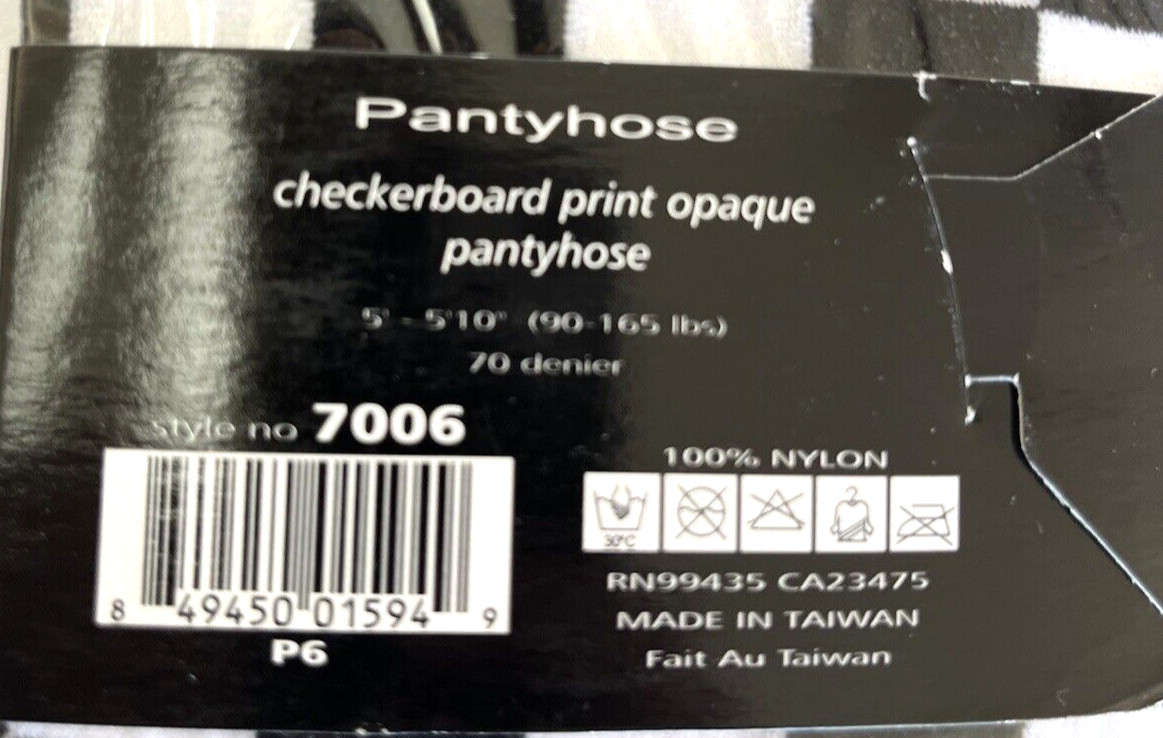 Pantyhose
checkerboard print opaque
pantyhose
5' - 5'10" (90-165 lbs)
70 denier
Style no 7006
8 49450 01594 9
P6
100% NYLON
30°C
RN99435 CA23475
MADE IN TAIWAN
Fait Au Taiwan